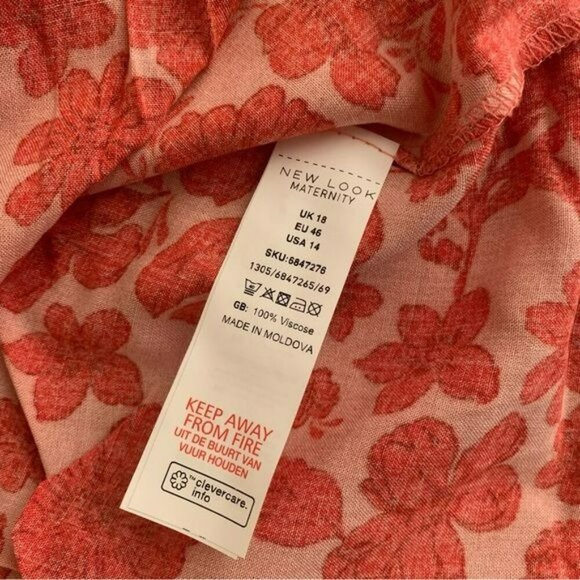 NEW LOOK
MATERNITY
UK 18
EU 46
USA 14
SKU:6847276
1305/6847265/69
GB: 100% Viscose
MADE IN MOLDOVA
KEEP AWAY
FROM FIRE
UIT DE BUURT VAN
VUUR HOUDEN
™clevercare.
info